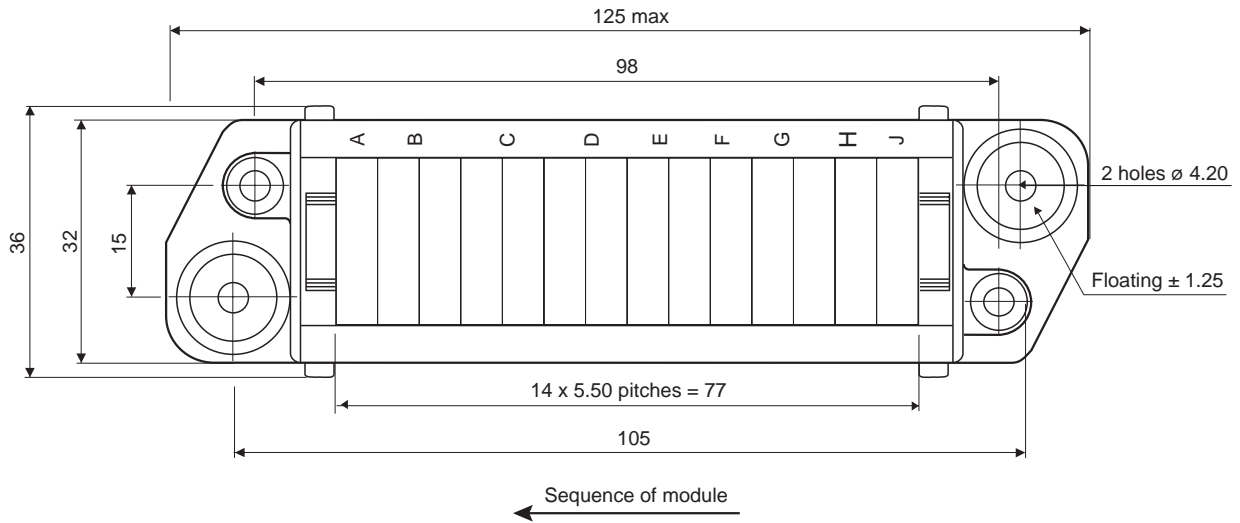 125 max
98
A B C D E F G H J
2 holes ø 4.20
36
32
15
Floating ± 1.25
14 x 5.50 pitches = 77
105
Sequence of module